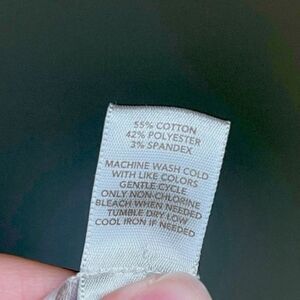 55% COTTON
42% POLYESTER
3% SPANDEX
MACHINE WASH COLD
WITH LIKE COLORS
GENTLE CYCLE
ONLY NON-CHLORINE
BLEACH WHEN NEEDED
TUMBLE DRY LOW
COOL IRON IF NEEDED